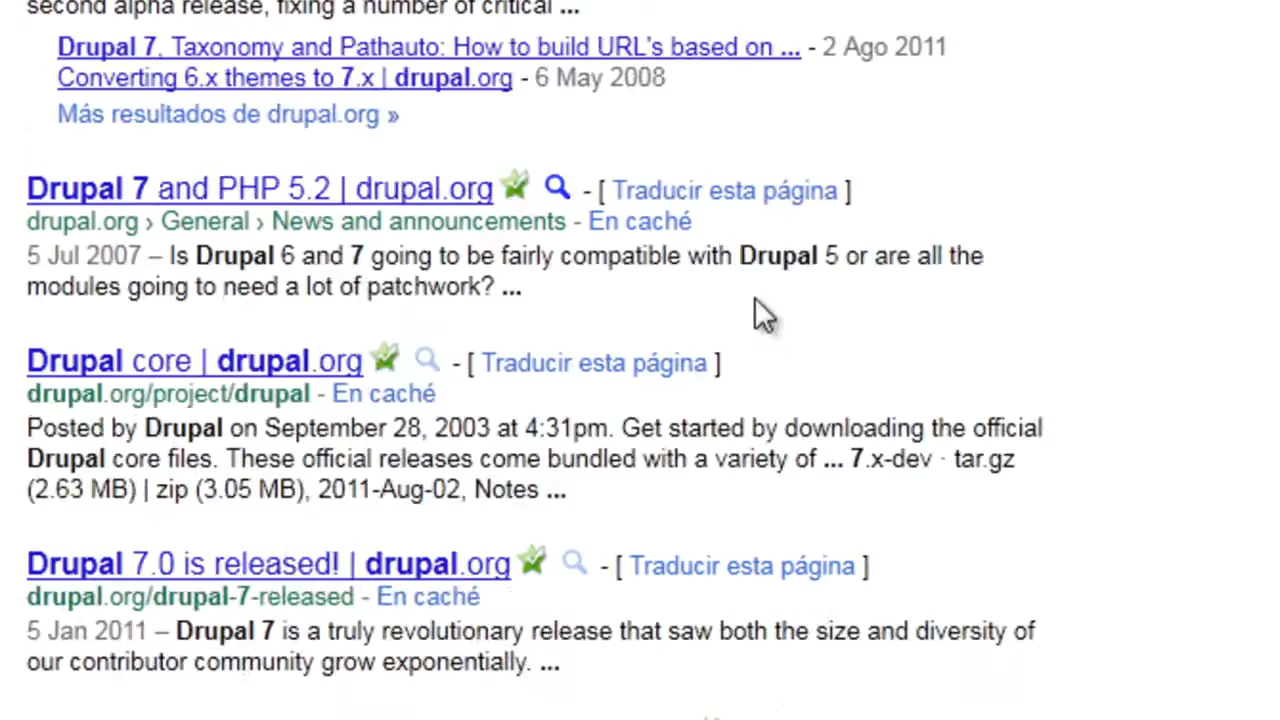 second alpha release, fixing a number of critical ...
Drupal 7, Taxonomy and Pathauto: How to build URL's based on ... - 2 Ago 2011
Converting 6.x themes to 7.x | drupal.org - 6 May 2008
Más resultados de drupal.org »
Drupal 7 and PHP 5.2 | drupal.org - [ Traducir esta página ]
drupal.org › General › News and announcements - En caché
5 Jul 2007 – Is Drupal 6 and 7 going to be fairly compatible with Drupal 5 or are all the
modules going to need a lot of patchwork? ...
Drupal core | drupal.org - [ Traducir esta página ]
drupal.org/project/drupal - En caché
Posted by Drupal on September 28, 2003 at 4:31pm. Get started by downloading the official
Drupal core files. These official releases come bundled with a variety of ... 7.x-dev · tar.gz
(2.63 MB) | zip (3.05 MB), 2011-Aug-02, Notes ...
Drupal 7.0 is released! | drupal.org - [ Traducir esta página ]
drupal.org/drupal-7-released - En caché
5 Jan 2011 – Drupal 7 is a truly revolutionary release that saw both the size and diversity of
our contributor community grow exponentially. ...